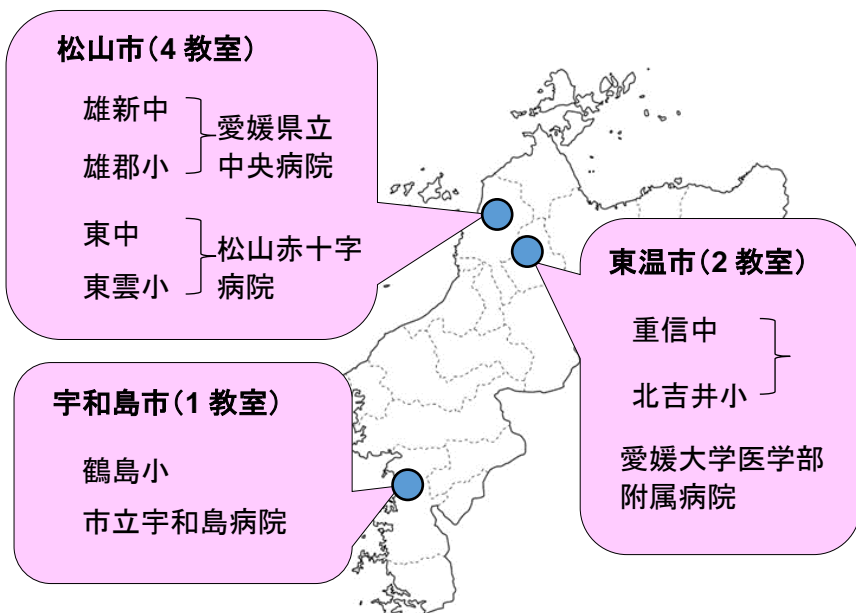 松山市（4 教室）
雄新中
雄郡小
愛媛県立
中央病院
東中
東雲小
松山赤十字
病院
東温市（2 教室）
重信中
北吉井小
愛媛大学医学部
附属病院
宇和島市（1 教室）
鶴島小
市立宇和島病院